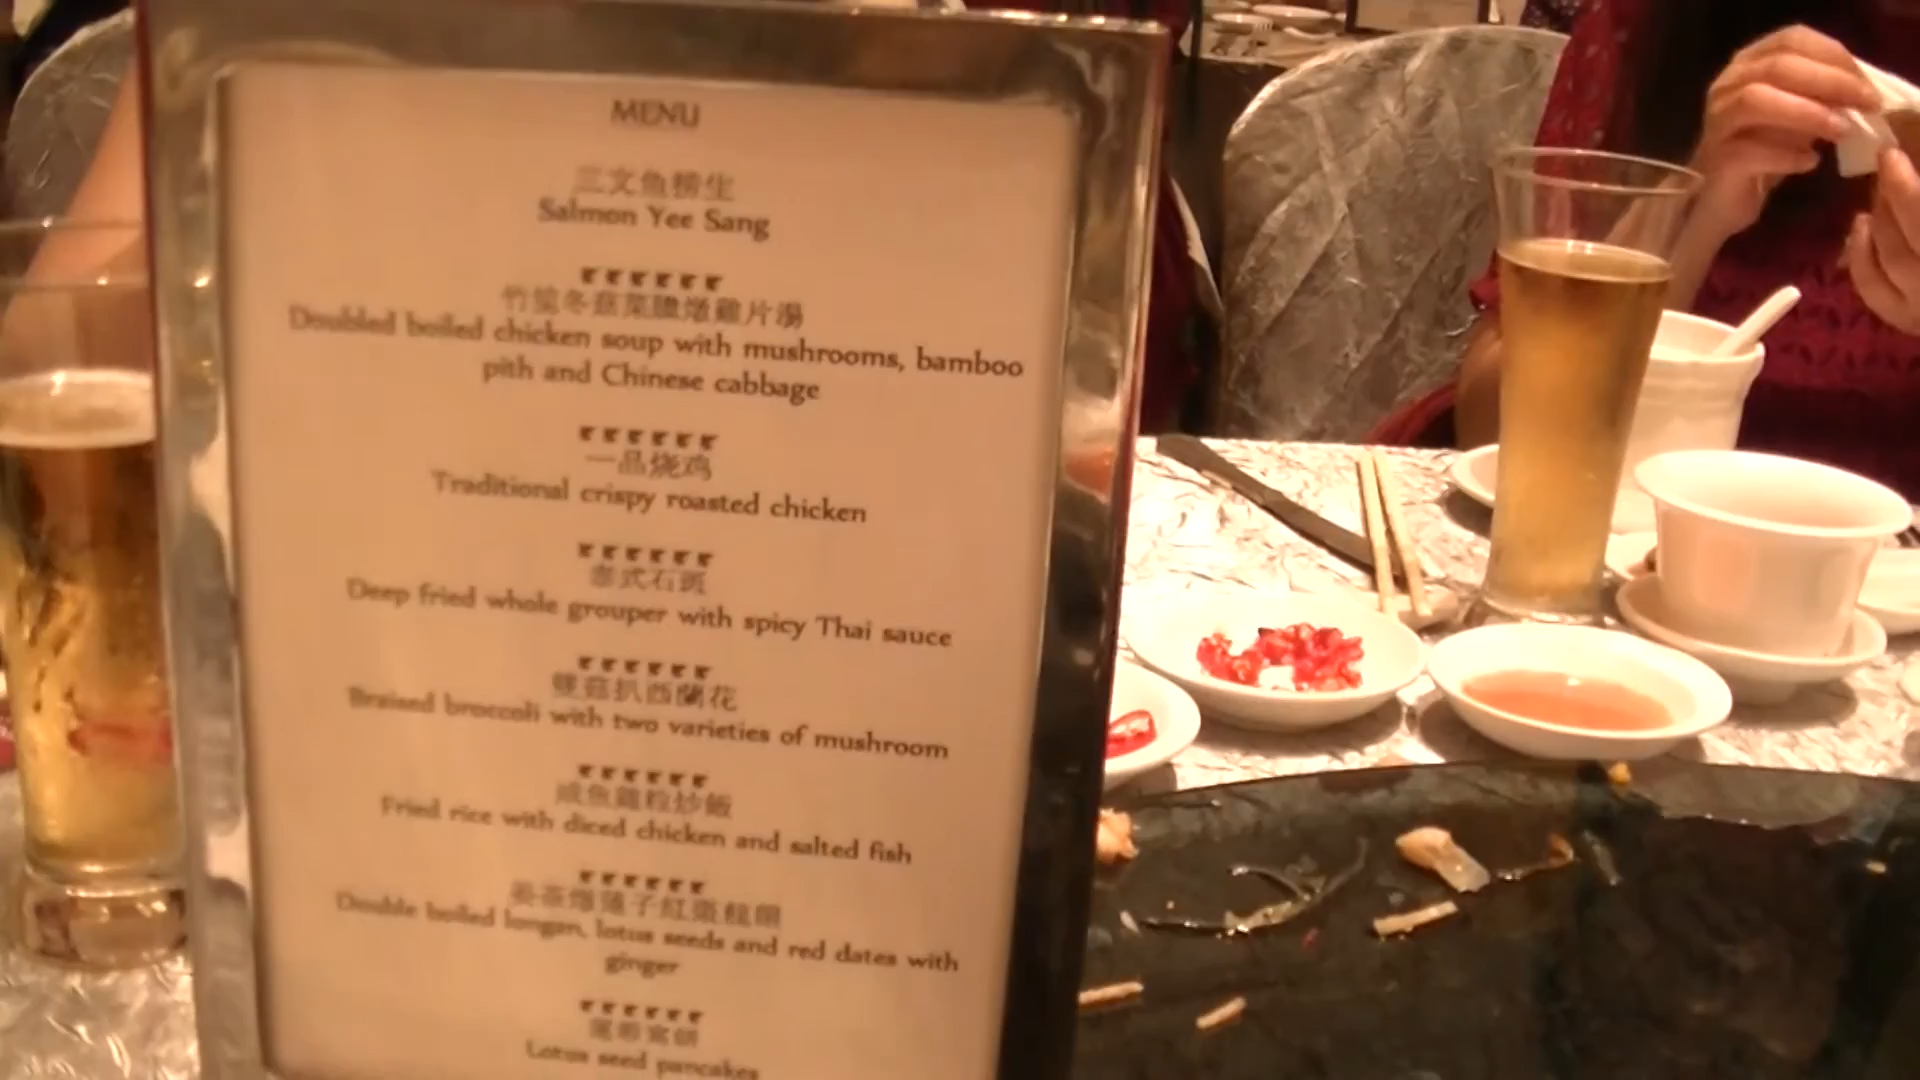 MENU
三文鱼捞生
Salmon Yee Sang
竹笙冬菇菜膽燉雞片湯
Doubled boiled chicken soup with mushrooms, bamboo
pith and Chinese cabbage
一品烧鸡
Traditional crispy roasted chicken
泰式石斑
Deep fried whole grouper with spicy Thai sauce
雙菇扒西蘭花
Braised broccoli with two varieties of mushroom
咸魚雞粒炒飯
Fried rice with diced chicken and salted fish
Double boiled longan, lotus seeds and red dates with
ginger
Lotus seed pancakes